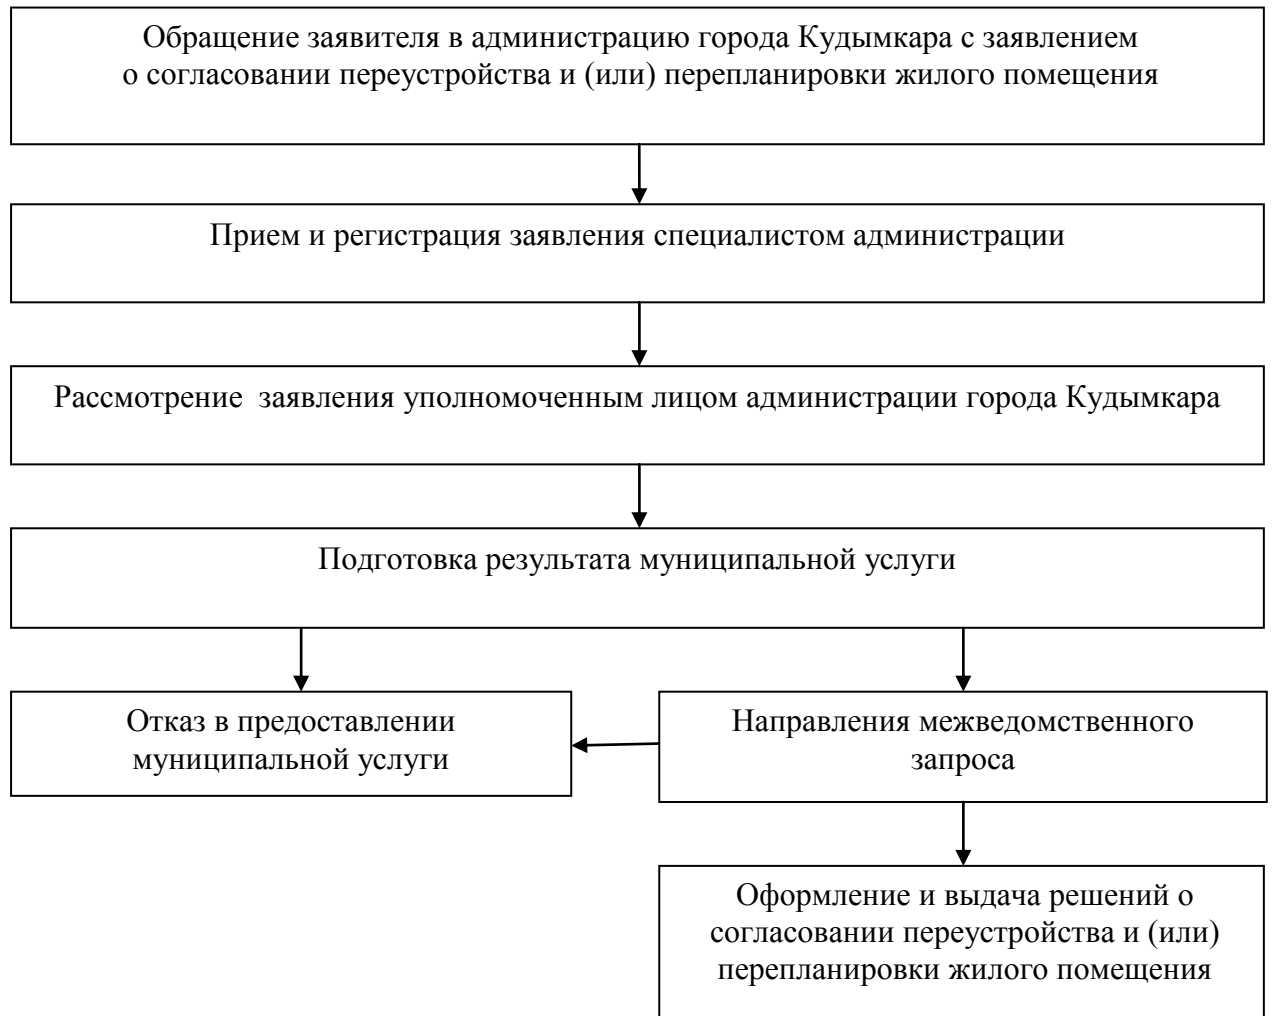 Обращение заявителя в администрацию города Кудымкара с заявлением
о согласовании переустройства и (или) перепланировки жилого помещения
Прием и регистрация заявления специалистом администрации
Рассмотрение  заявления уполномоченным лицом администрации города Кудымкара
Подготовка результата муниципальной услуги
Отказ в предоставлении
муниципальной услуги
Направления межведомственного
запроса
Оформление и выдача решений о
согласовании переустройства и (или)
перепланировки жилого помещения